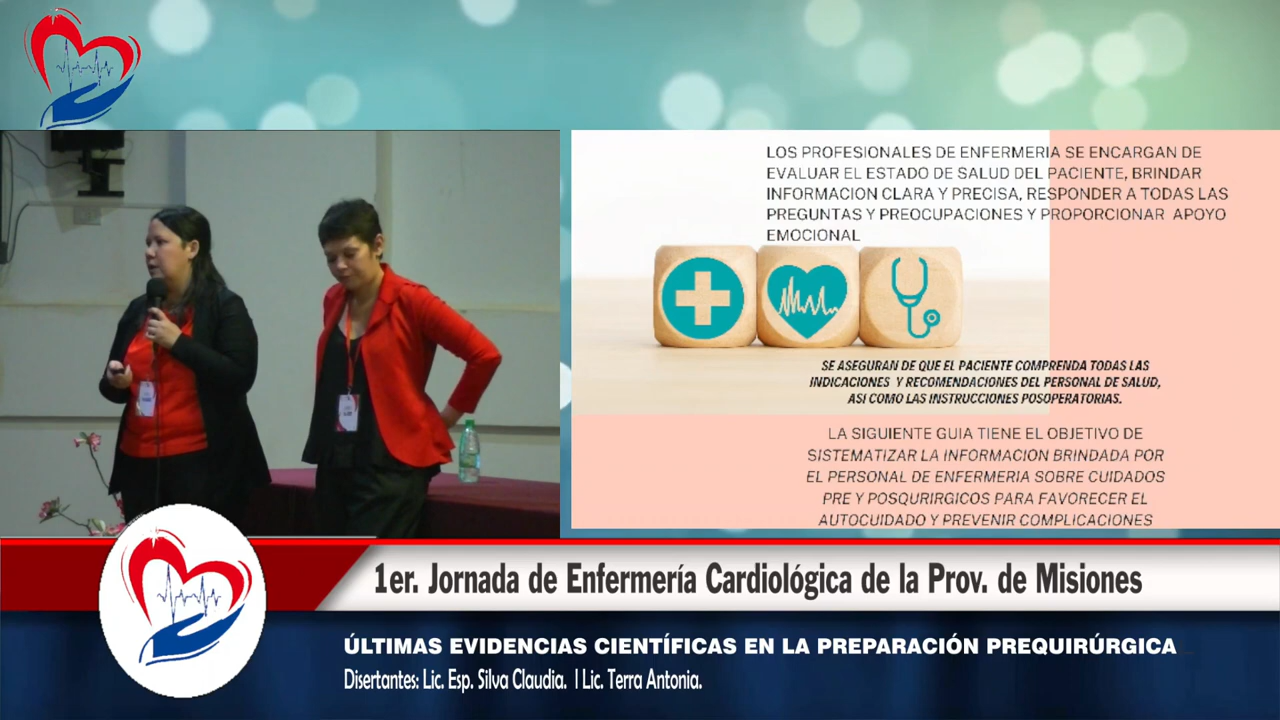 LOS PROFESIONALES DE ENFERMERIA SE ENCARGAN DE
EVALUAR EL ESTADO DE SALUD DEL PACIENTE, BRINDAR
INFORMACION CLARA Y PRECISA, RESPONDER A TODAS LAS
PREGUNTAS Y PREOCUPACIONES Y PROPORCIONAR APOYO
EMOCIONAL
SE ASEGURAN DE QUE EL PACIENTE COMPRENDA TODAS LAS
INDICACIONES Y RECOMENDACIONES DEL PERSONAL DE SALUD,
ASI COMO LAS INSTRUCCIONES POSOPERATORIAS.
LA SIGUIENTE GUIA TIENE EL OBJETIVO DE
SISTEMATIZAR LA INFORMACION BRINDADA POR
EL PERSONAL DE ENFERMERIA SOBRE CUIDADOS
PRE Y POSQURIRGICOS PARA FAVORECER EL
AUTOCUIDADO Y PREVENIR COMPLICACIONES
1er. Jornada de Enfermería Cardiológica de la Prov. de Misiones
ÚLTIMAS EVIDENCIAS CIENTÍFICAS EN LA PREPARACIÓN PREQUIRÚRGICA
Disertantes: Lic. Esp. Silva Claudia. I Lic. Terra Antonia.